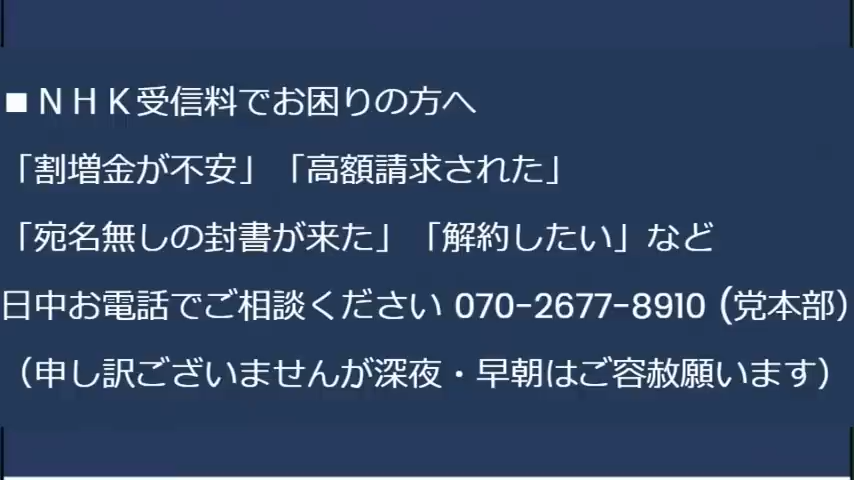 ■ＮＨＫ受信料でお困りの方へ
「割増金が不安」「高額請求された」
「宛名無しの封書が来た」「解約したい」など
日中お電話でご相談ください 070-2677-8910 (党本部)
（申し訳ございませんが深夜・早朝はご容赦願います）